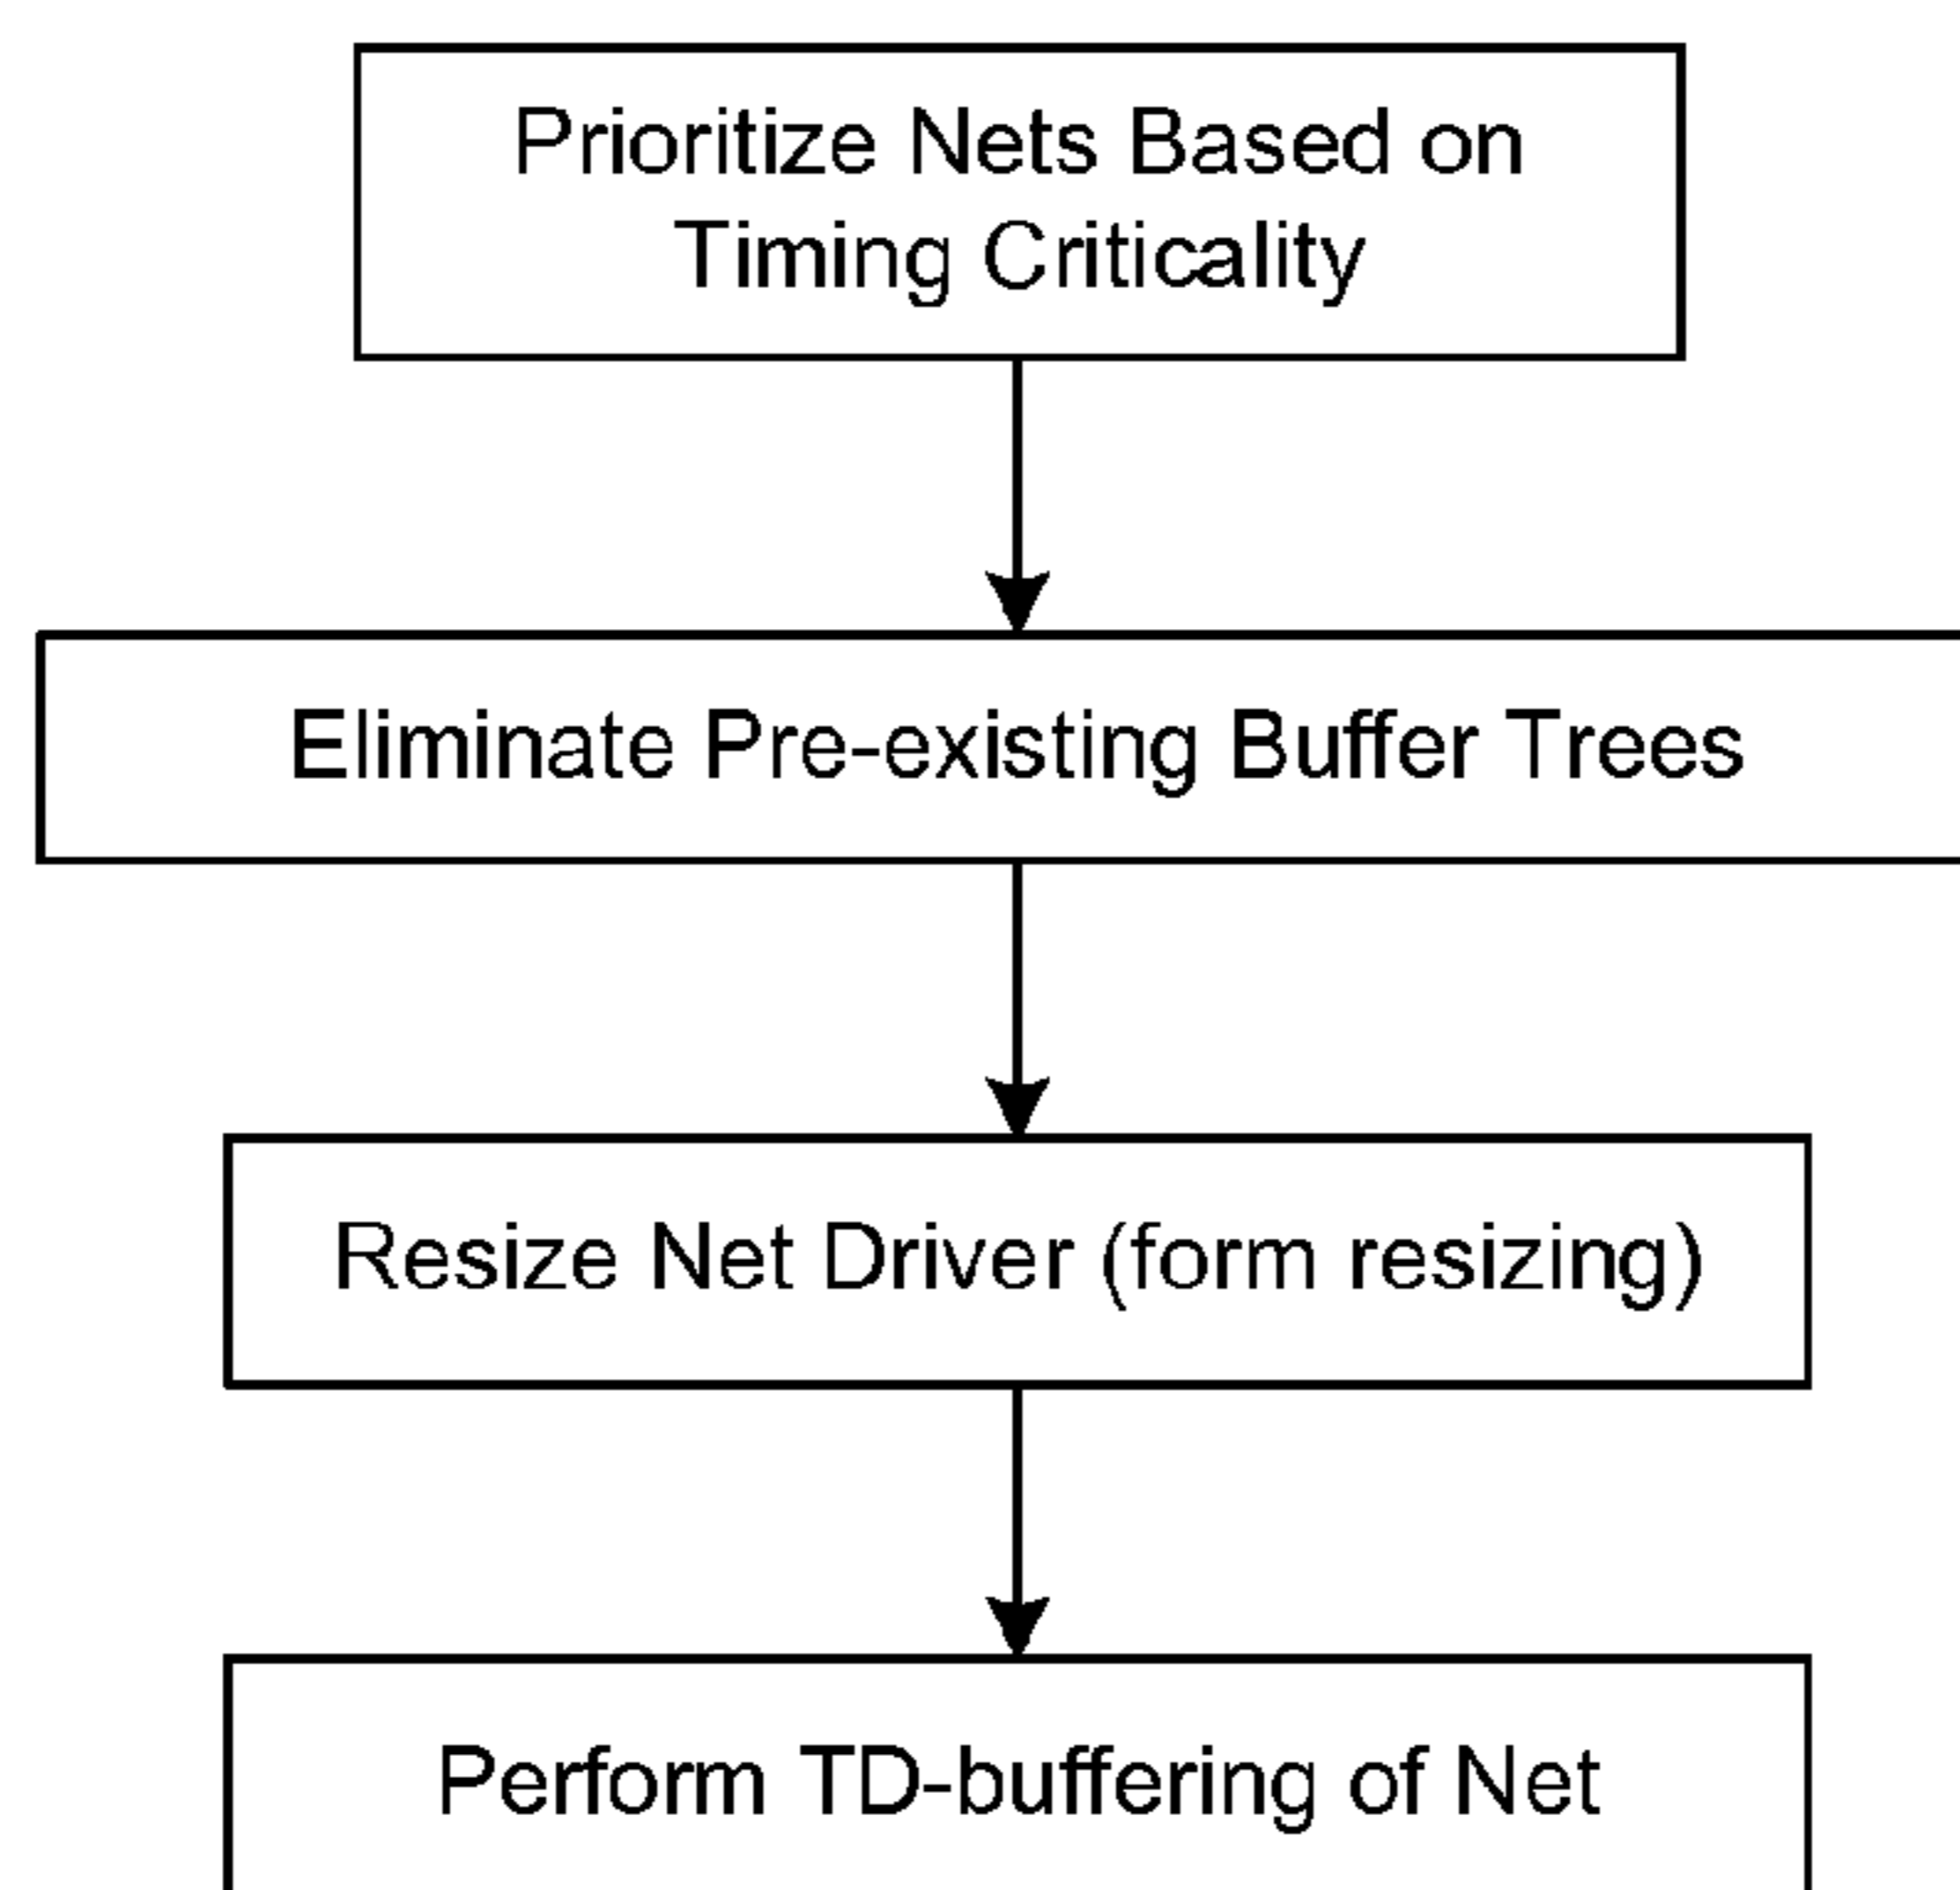 Prioritize Nets Based on
Timing Criticality
Eliminate Pre-existing Buffer Trees
Resize Net Driver (form resizing)
Perform TD-buffering of Net